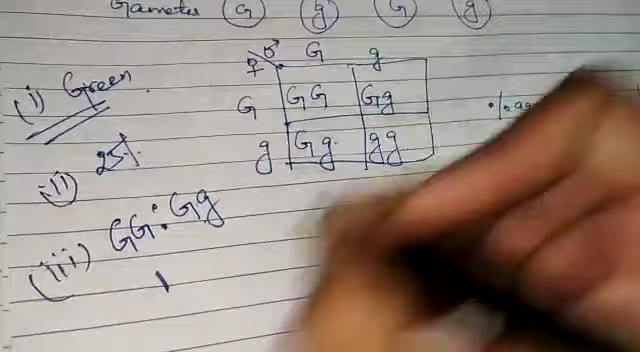 Gametes G g G g
♀ ♂ G g
G GG Gg
g Gg gg
(i) Green
(ii) 25%
(iii) GG : Gg
1